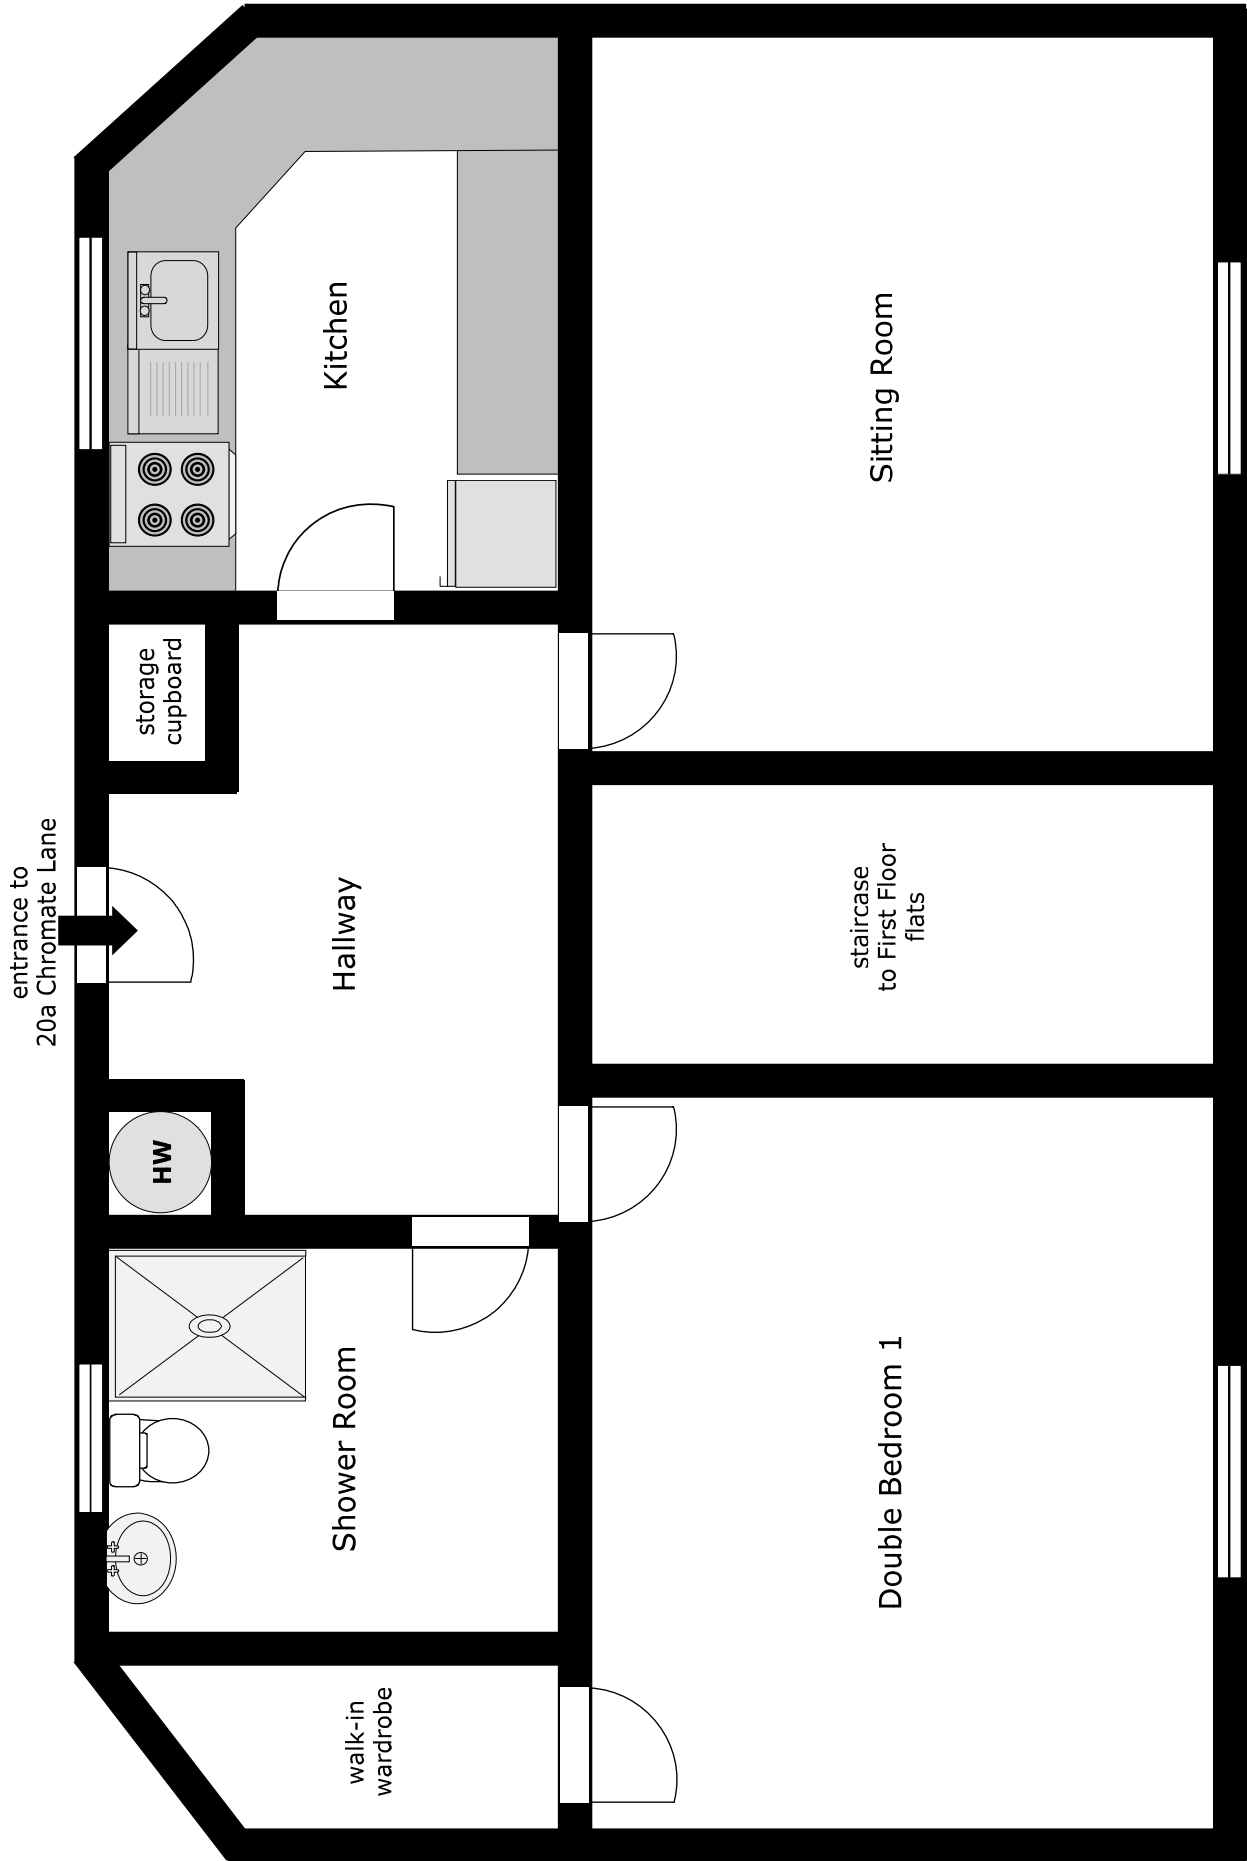 Kitchen
Sitting Room
storage
cupboard
entrance to
20a Chromate Lane
Hallway
staircase
to First Floor
flats
HW
Shower Room
Double Bedroom 1
walk-in
wardrobe